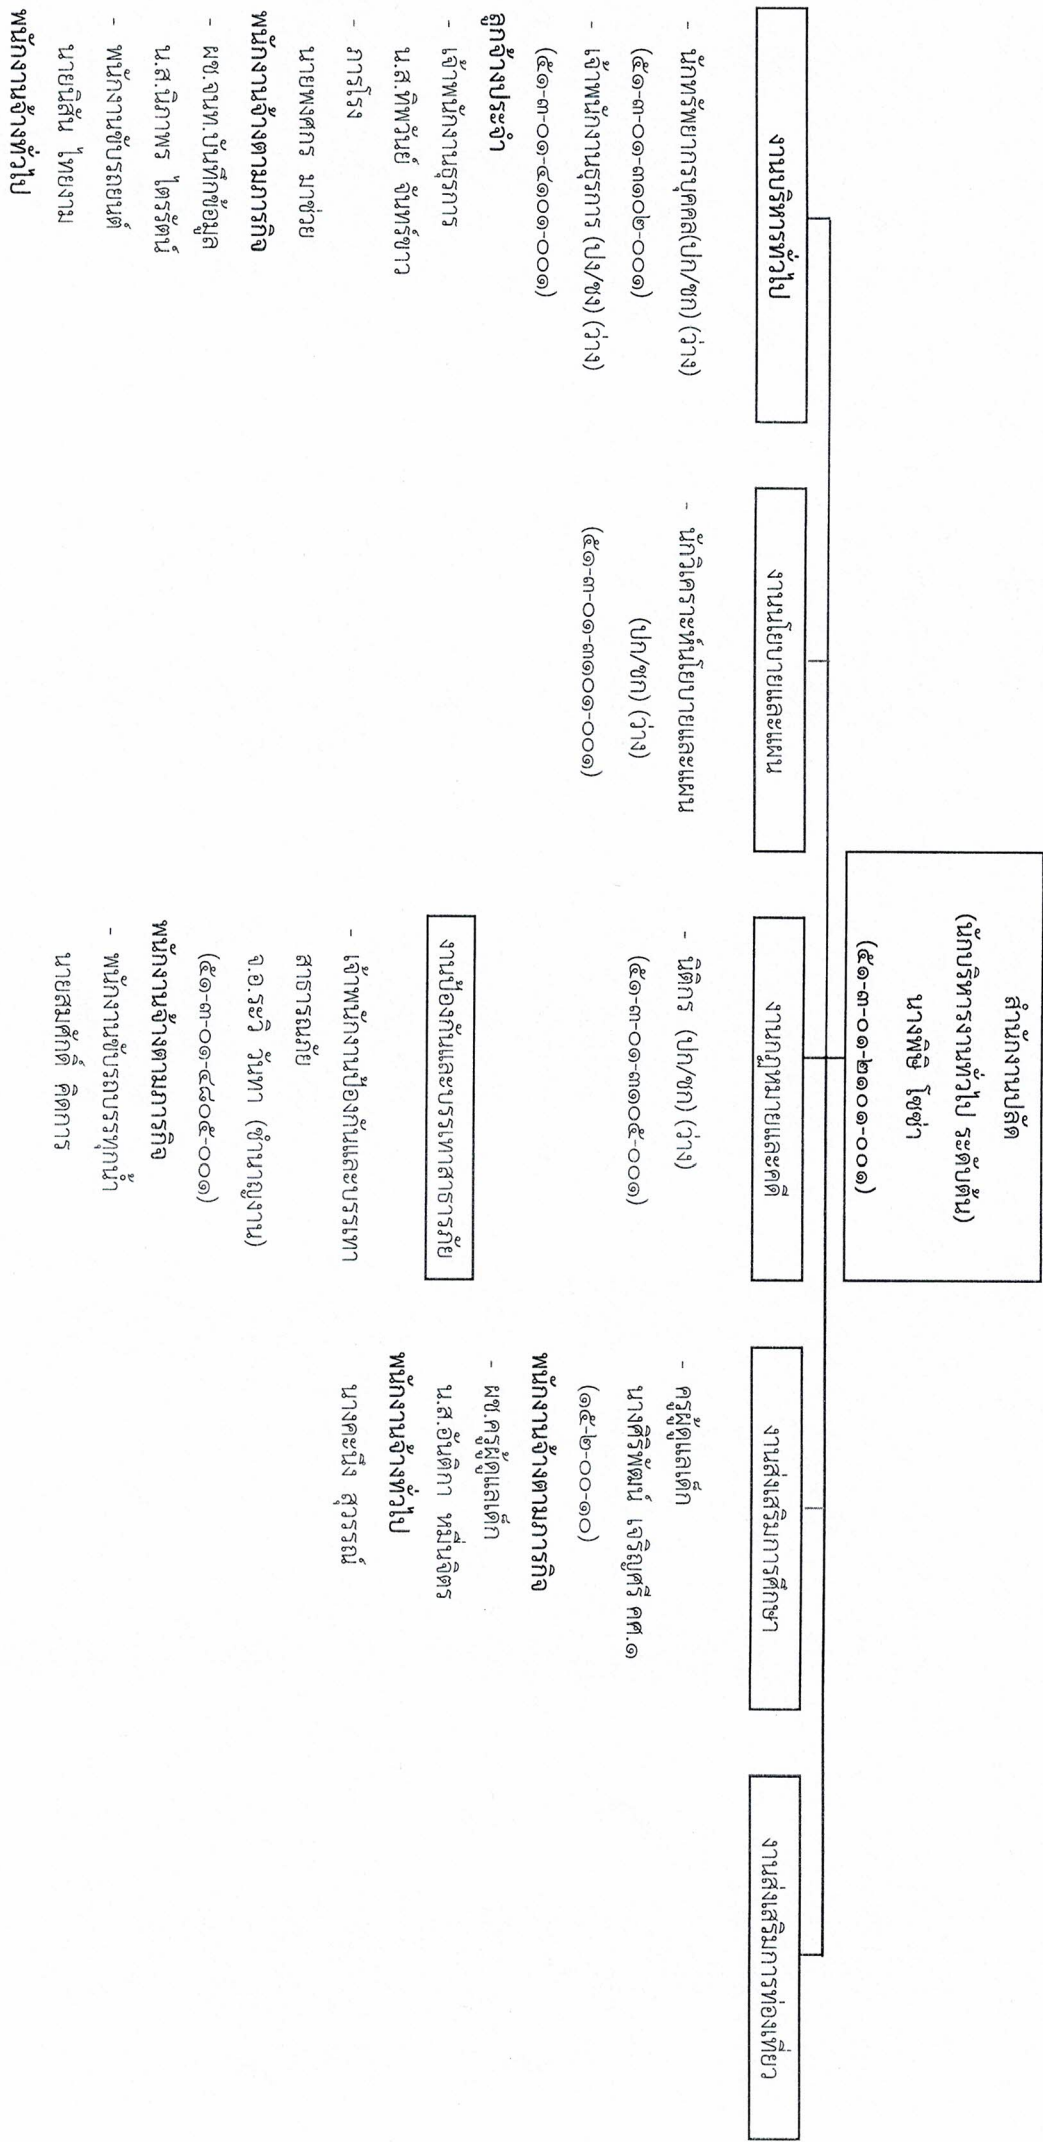 สำนักงานปลัด
(นักบริหารงานทั่วไป ระดับต้น)
นางพิษิ โชช่า
(๕๑-๓-๐๑-๒๑๐๑-๐๐๑)
งานบริหารทั่วไป
- นักทรัพยากรบุคคล(ปก/ชก) (ว่าง)
(๕๑-๓-๐๑-๓๑๐๒-๐๐๑)
- เจ้าพนักงานธุรการ (ปง/ชง) (ว่าง)
(๕๑-๓-๐๑-๔๑๐๑-๐๐๑)
ลูกจ้างประจำ
- เจ้าพนักงานธุรการ
น.ส.ทิพวันย์ จันทร์ขาว
- ภารโรง
นายพงศกร มาช่วย
พนักงานจ้างตามภารกิจ
- ผช.จนท.บันทึกข้อมูล
น.ส.นิภาพร ไตรรัตน์
- พนักงานขับรถยนต์
นายนิสัน ไทยงาม
พนักงานจ้างทั่วไป
งานนโยบายและแผน
- นักวิเคราะห์นโยบายและแผน
(ปก/ชก) (ว่าง)
(๕๑-๓-๐๑-๓๑๐๑-๐๐๑)
งานกฎหมายและคดี
- นิติกร (ปก/ชก) (ว่าง)
(๕๑-๓-๐๑-๓๑๐๕-๐๐๑)
งานป้องกันและบรรเทาสาธารภัย
- เจ้าพนักงานป้องกันและบรรเทา
สาธารณภัย
จ.อ.ระวิ วันทา (ชำนาญงาน)
(๕๑-๓-๐๑-๔๘๐๕-๐๐๑)
พนักงานจ้างตามภารกิจ
- พนักงานขับรถบรรทุกน้ำ
นายสมศักดิ์ คิดการ
งานส่งเสริมการศึกษา
- ครูผู้ดูแลเด็ก
นางศิริพัฒน์ เจริญศรี คศ.๑
(๑๕-๒-๐๐-๑๐)
พนักงานจ้างตามภารกิจ
- ผช.ครูผู้ดูแลเด็ก
น.ส.อันติกา หมื่นจิตร
พนักงานจ้างทั่วไป
นางคะนึง สุวรรณ์
งานส่งเสริมการท่องเที่ยว